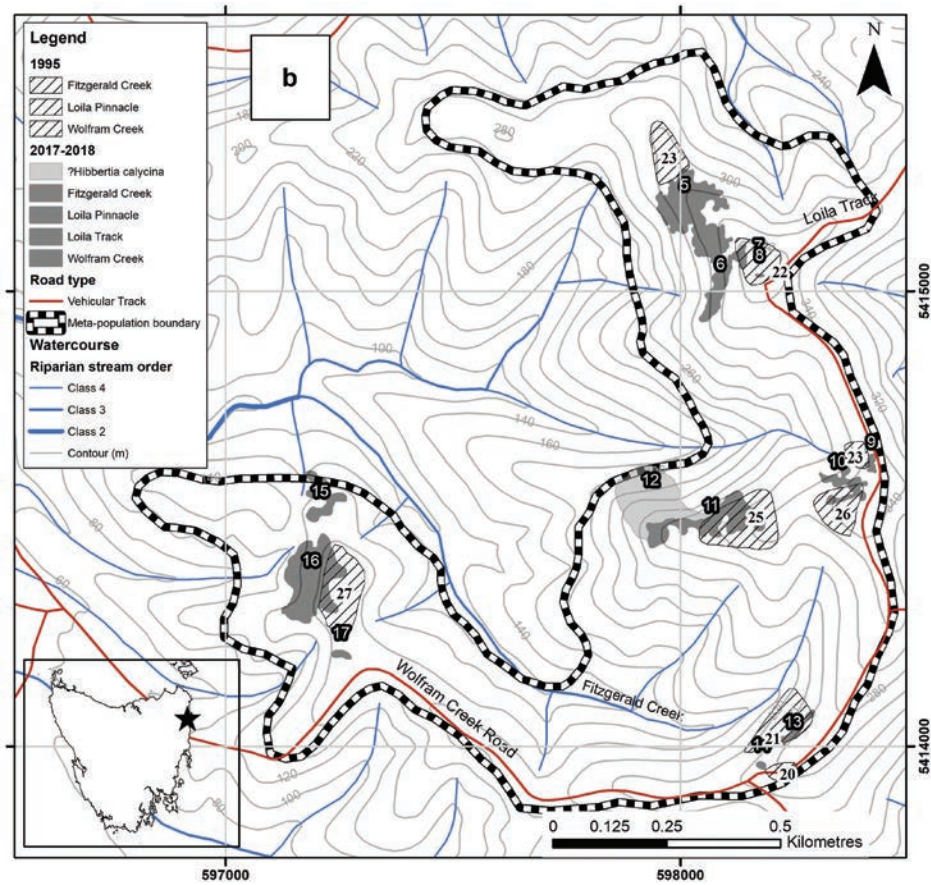 Legend
1995
Fitzgerald Creek
Loila Pinnacle
Wolfram Creek
2017-2018
?Hibbertia calycina
Fitzgerald Creek
Loila Pinnacle
Loila Track
Wolfram Creek
Road type
Vehicular Track
Meta-population boundary
Watercourse
Riparian stream order
Class 4
Class 3
Class 2
Contour (m)
b
N
240
280
200
220
300
23
5
Loila Track
7
8
6
22
5415000
180
340
100
260
140
160
320
9
10
23
12
11
25
26
15
16
27
17
80
60
140
Wolfram Creek Road
Fitzgerald Creek
280
13
21
20
5414000
120
100
80
0 0.125 0.25 0.5
Kilometres
597000
598000